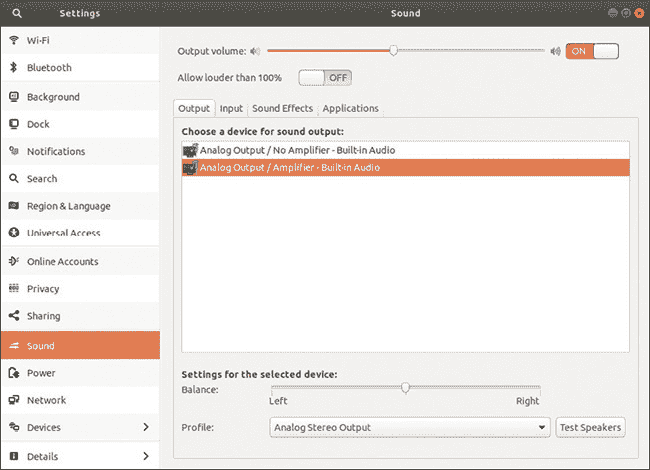 Settings
Sound
Wi-Fi
Bluetooth
Background
Dock
Notifications
Search
Region & Language
Universal Access
Online Accounts
Privacy
Sharing
Sound
Power
Network
Devices
Details
Output volume:
ON
Allow louder than 100%
OFF
Output Input Sound Effects Applications
Choose a device for sound output:
Analog Output / No Amplifier - Built-in Audio
Analog Output / Amplifier - Built-in Audio
Settings for the selected device:
Balance:
Left Right
Profile: Analog Stereo Output Test Speakers